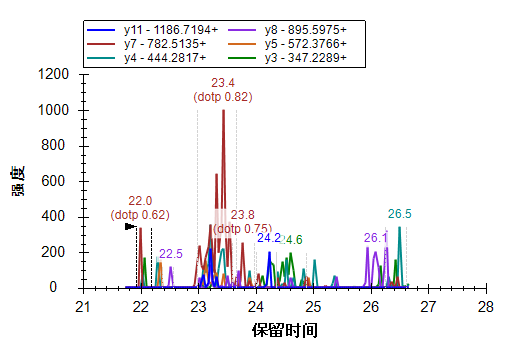 y11 - 1186.7194+ y8 - 895.5975+
y7 - 782.5135+ y5 - 572.3766+
y4 - 444.2817+ y3 - 347.2289+
1200
1000
800
600
400
200
0
强度
23.4
(dotp 0.82)
22.0
(dotp 0.62)
23.8
(dotp 0.75)
22.5
24.2
24.6
26.1
26.5
21 22 23 24 25 26 27 28
保留时间